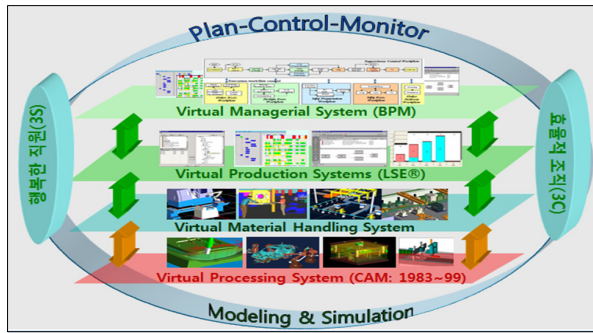 Plan-Control-Monitor
Virtual Managerial System (BPM)
행복한 직원(3S)
효율적 조직(3C)
Virtual Production Systems (LSE®)
Virtual Material Handling System
Virtual Processing System (CAM: 1983~99)
Modeling & Simulation